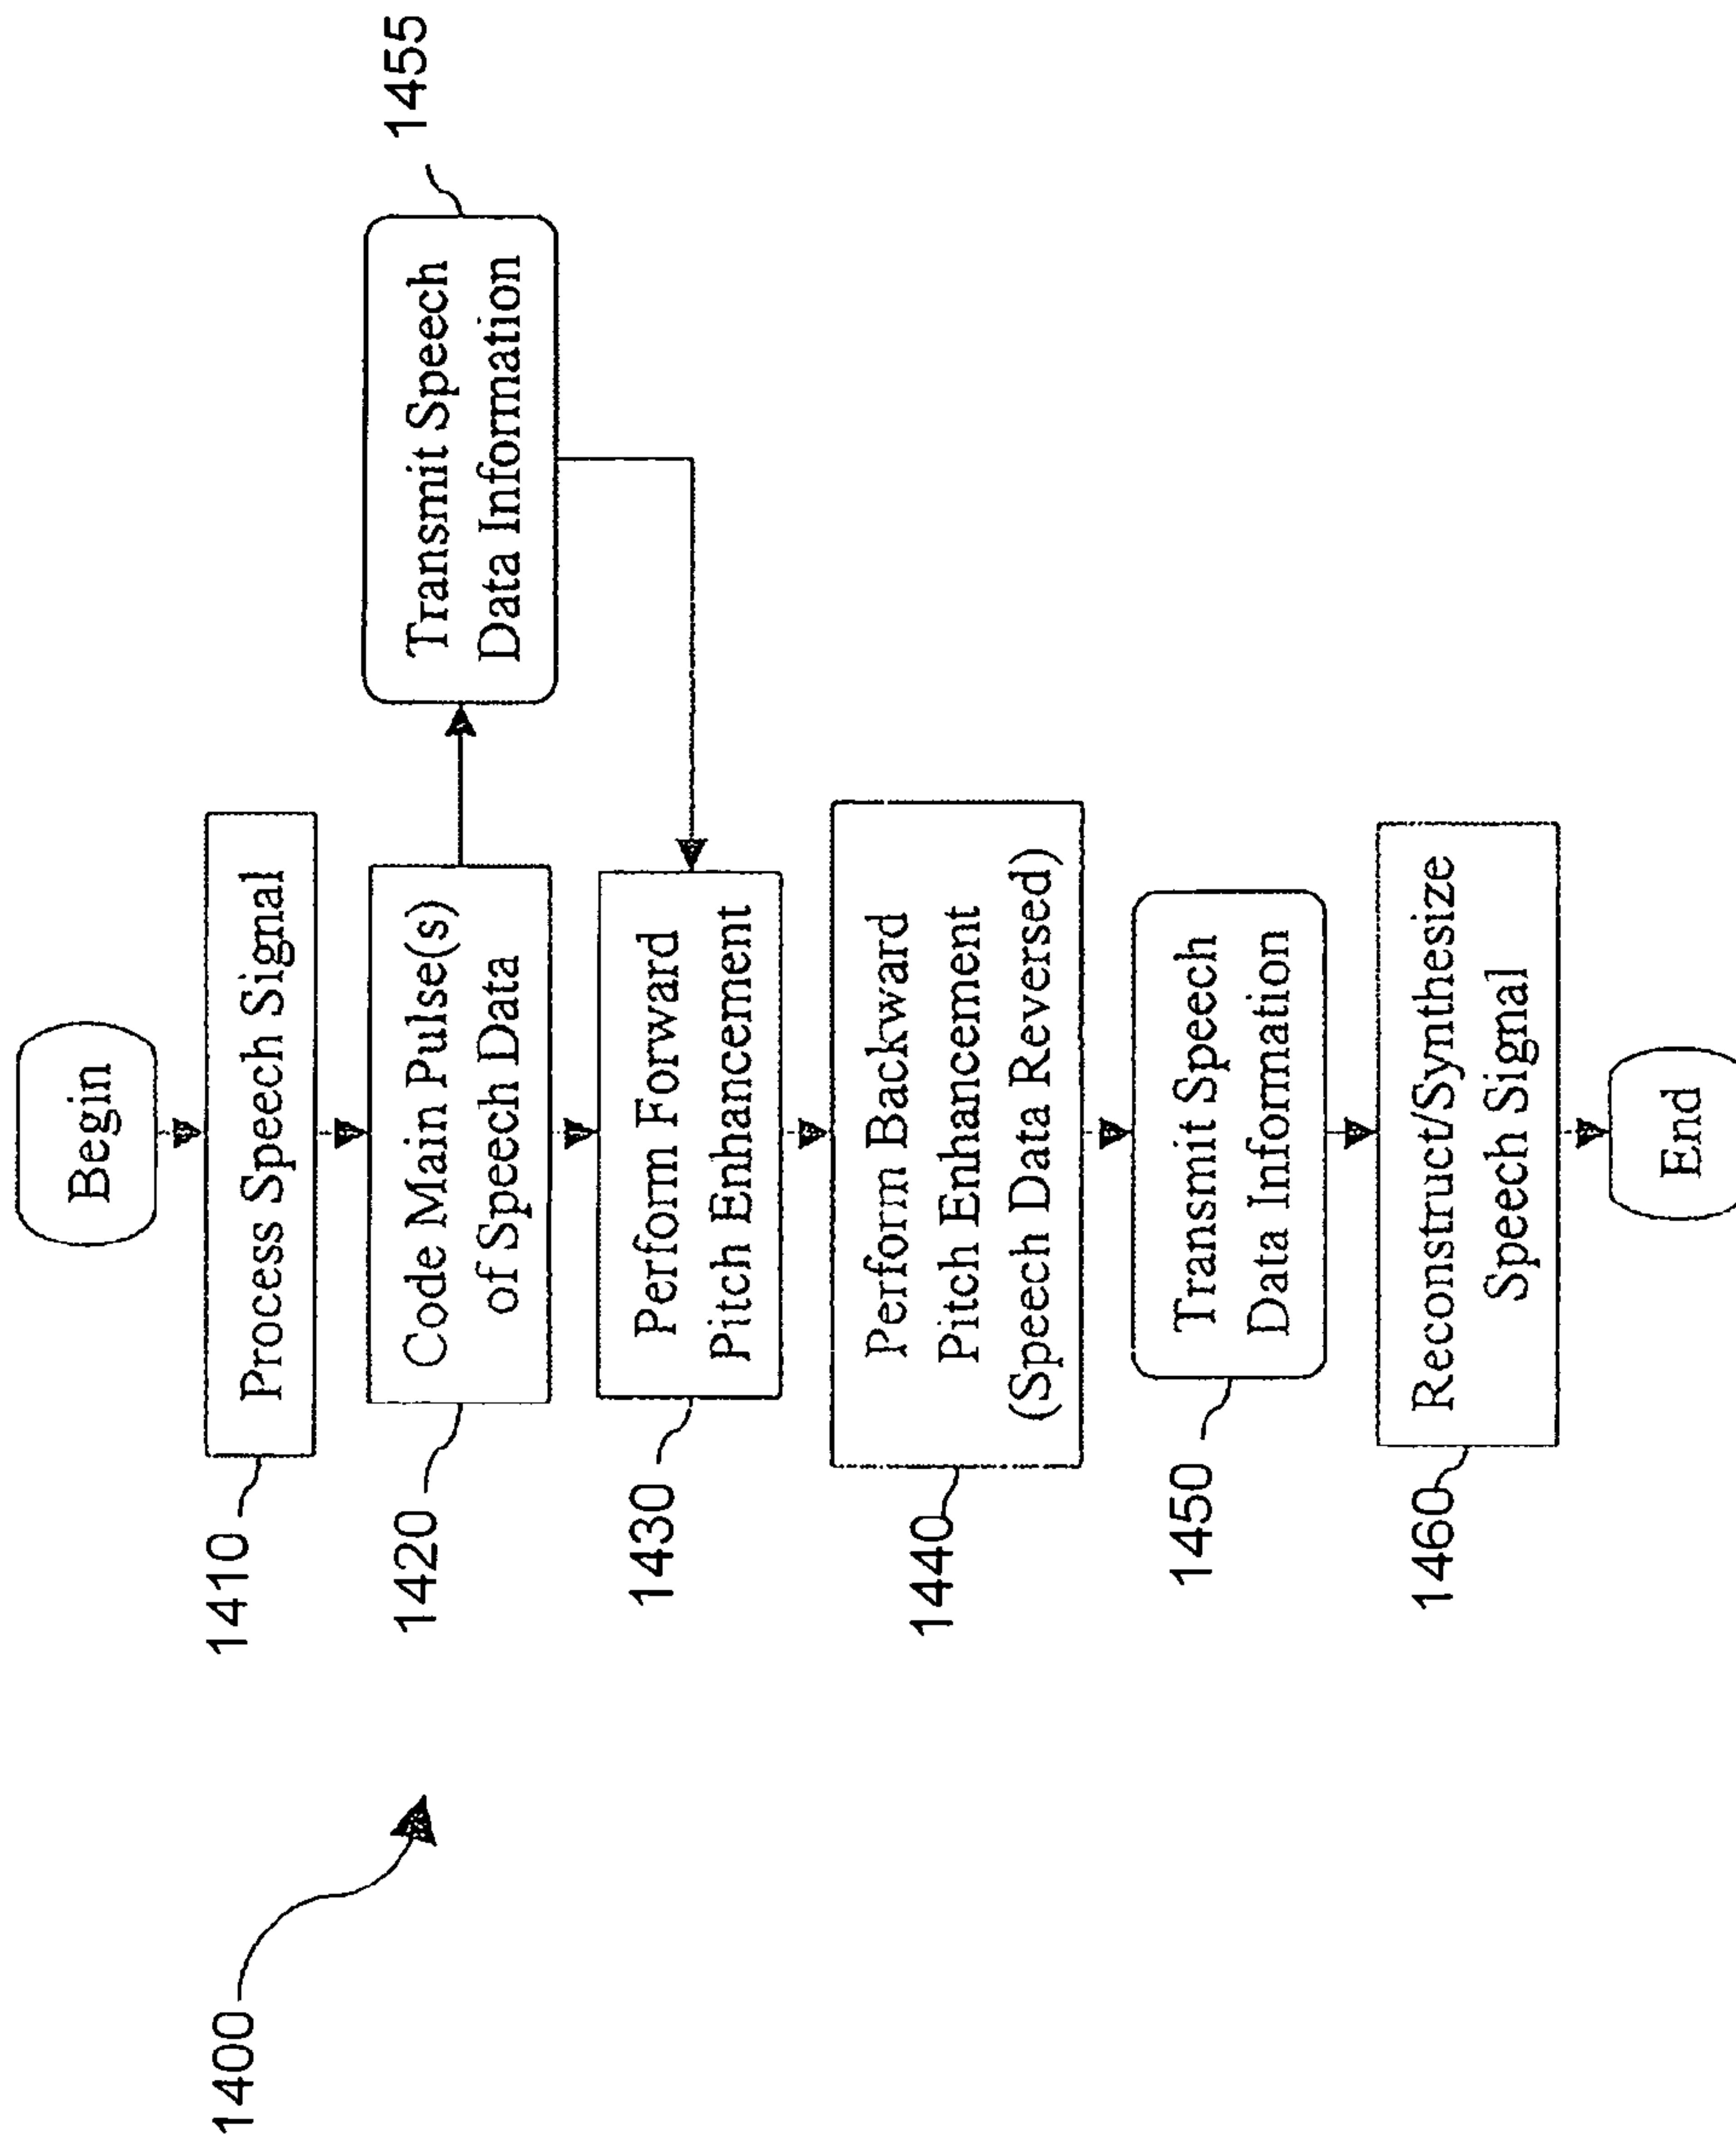 1400
Begin
1410
Process Speech Signal
1420
Code Main Pulse(s)
of Speech Data
1455
Transmit Speech
Data Information
1430
Perform Forward
Pitch Enhancement
1440
Perform Backward
Pitch Enhancement
(Speech Data Reversed)
1450
Transmit Speech
Data Information
1460
Reconstruct/Synthesize
Speech Signal
End